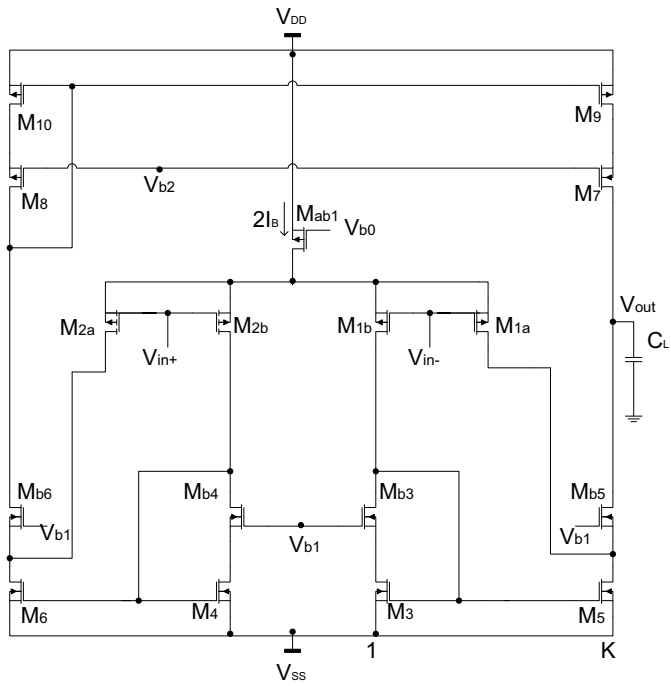 VDD
M10
M9
M8
Vb2
M7
2IB
Mab1
Vb0
M2a
M2b
M1b
M1a
Vout
Vin+
Vin-
CL
Mb6
Mb4
Mb3
Mb5
Vb1
Vb1
Vb1
M6
M4
M3
M5
VSS
1
K